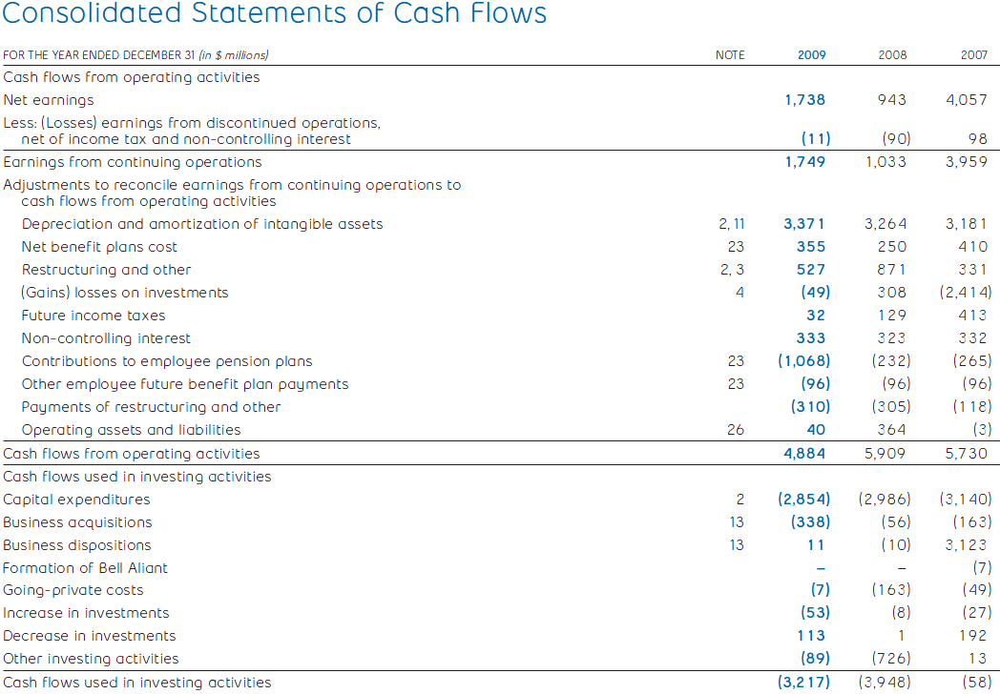 Consolidated Statements of Cash Flows
FOR THE YEAR ENDED DECEMBER 31 (in $ millions) NOTE 2009 2008 2007
Cash flows from operating activities
Net earnings 1,738 943 4,057
Less: (Losses) earnings from discontinued operations,
net of income tax and non-controlling interest (11) (90) 98
Earnings from continuing operations 1,749 1,033 3,959
Adjustments to reconcile earnings from continuing operations to
cash flows from operating activities
Depreciation and amortization of intangible assets 2, 11 3,371 3,264 3,181
Net benefit plans cost 23 355 250 410
Restructuring and other 2, 3 527 871 331
(Gains) losses on investments 4 (49) 308 (2,414)
Future income taxes 32 129 413
Non-controlling interest 333 323 332
Contributions to employee pension plans 23 (1,068) (232) (265)
Other employee future benefit plan payments 23 (96) (96) (96)
Payments of restructuring and other (310) (305) (118)
Operating assets and liabilities 26 40 364 (3)
Cash flows from operating activities 4,884 5,909 5,730
Cash flows used in investing activities
Capital expenditures 2 (2,854) (2,986) (3,140)
Business acquisitions 13 (338) (56) (163)
Business dispositions 13 11 (10) 3,123
Formation of Bell Aliant – – (7)
Going-private costs (7) (163) (49)
Increase in investments (53) (8) (27)
Decrease in investments 113 1 192
Other investing activities (89) (726) 13
Cash flows used in investing activities (3,217) (3,948) (58)